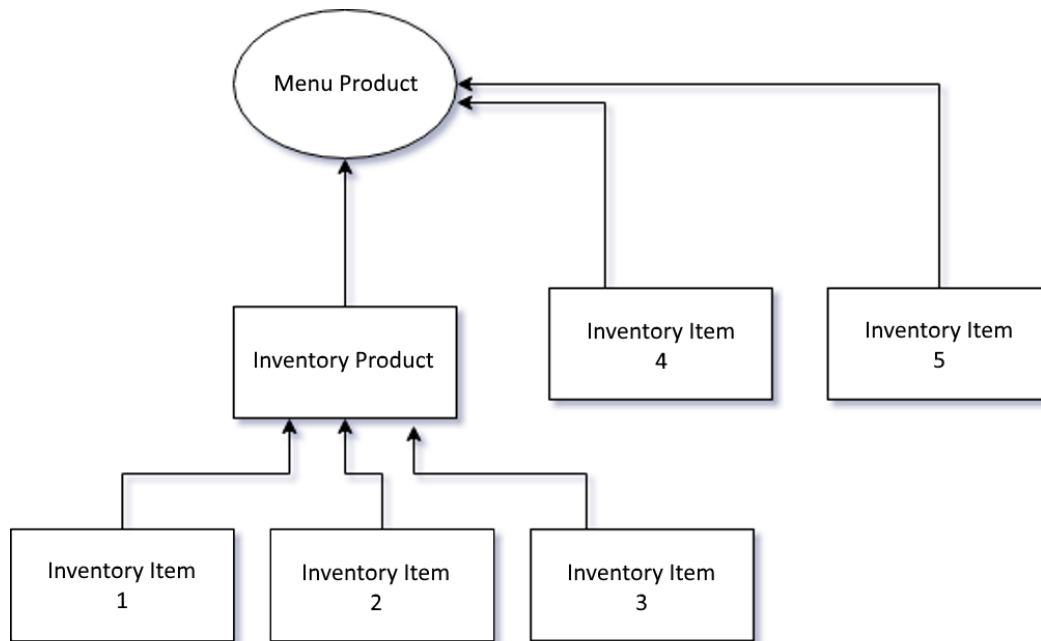 Menu Product
Inventory Item
4
Inventory Item
5
Inventory Product
Inventory Item
1
Inventory Item
2
Inventory Item
3